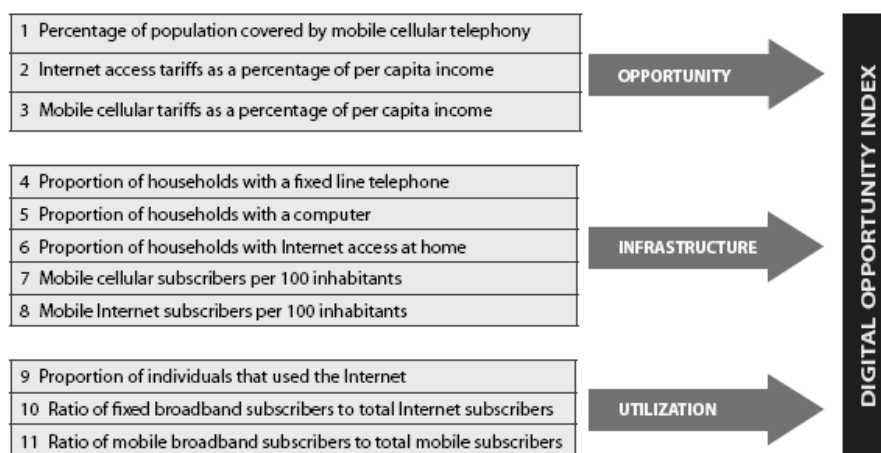 1 Percentage of population covered by mobile cellular telephony
2 Internet access tariffs as a percentage of per capita income
3 Mobile cellular tariffs as a percentage of per capita income
OPPORTUNITY
4 Proportion of households with a fixed line telephone
5 Proportion of households with a computer
6 Proportion of households with Internet access at home
7 Mobile cellular subscribers per 100 inhabitants
8 Mobile Internet subscribers per 100 inhabitants
INFRASTRUCTURE
9 Proportion of individuals that used the Internet
10 Ratio of fixed broadband subscribers to total Internet subscribers
11 Ratio of mobile broadband subscribers to total mobile subscribers
UTILIZATION
DIGITAL OPPORTUNITY INDEX